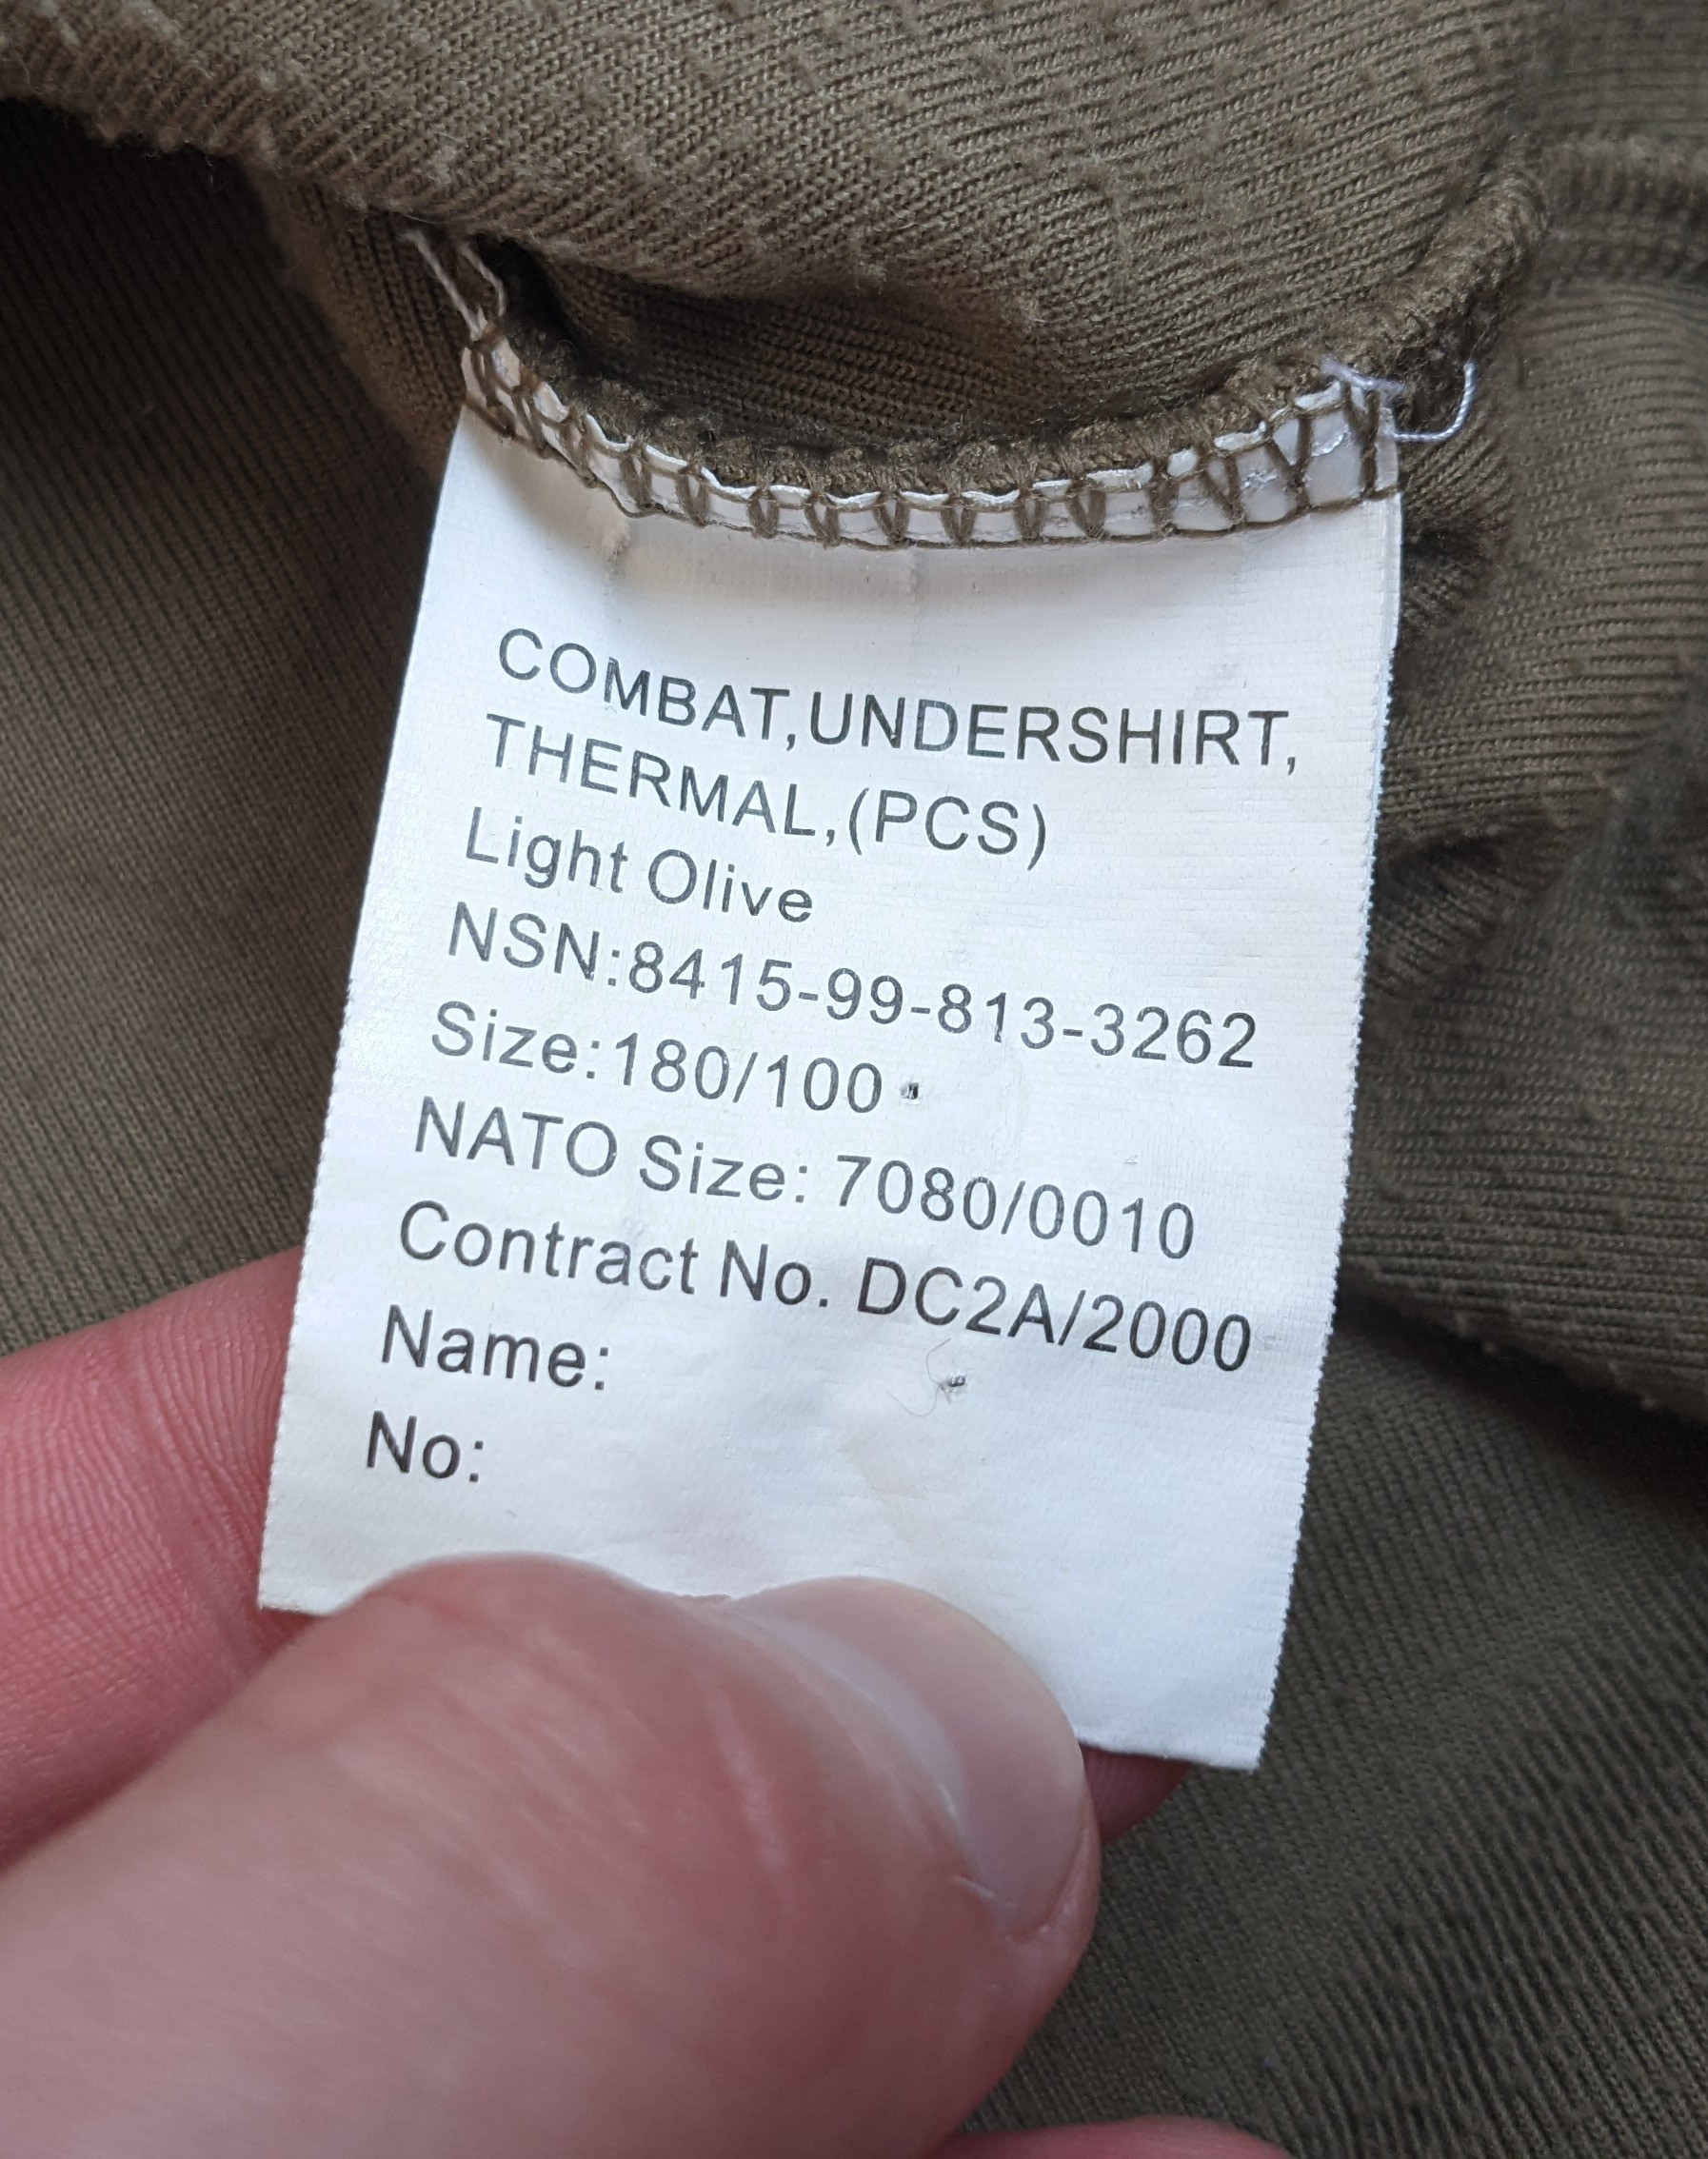 COMBAT,UNDERSHIRT,
THERMAL,(PCS)
Light Olive
NSN:8415-99-813-3262
Size:180/100
NATO Size: 7080/0010
Contract No. DC2A/2000
Name:
No: